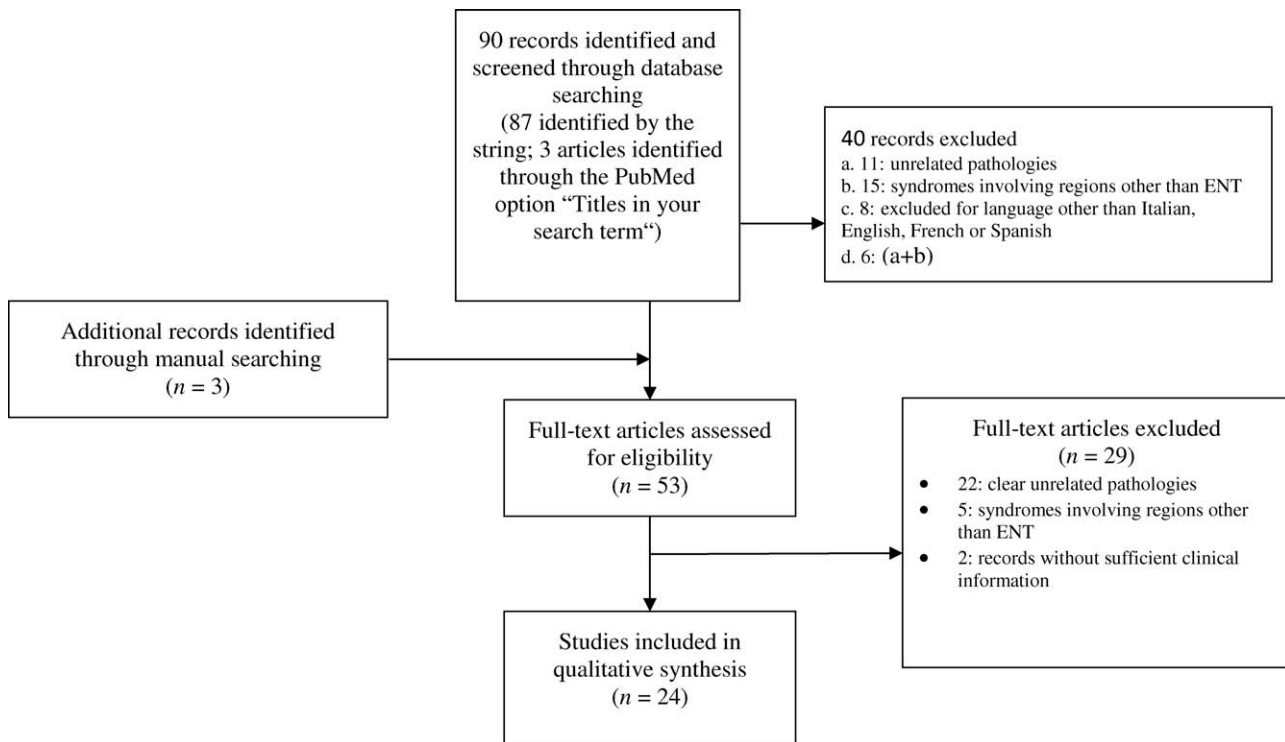 90 records identified and
screened through database
searching
(87 identified by the
string; 3 articles identified
through the PubMed
option “Titles in your
search term“)
40 records excluded
a. 11: unrelated pathologies
b. 15: syndromes involving regions other than ENT
c. 8: excluded for language other than Italian,
English, French or Spanish
d. 6: (a+b)
Additional records identified
through manual searching
(n = 3)
Full-text articles assessed
for eligibility
(n = 53)
Full-text articles excluded
(n = 29)
• 22: clear unrelated pathologies
• 5: syndromes involving regions other
than ENT
• 2: records without sufficient clinical
information
Studies included in
qualitative synthesis
(n = 24)